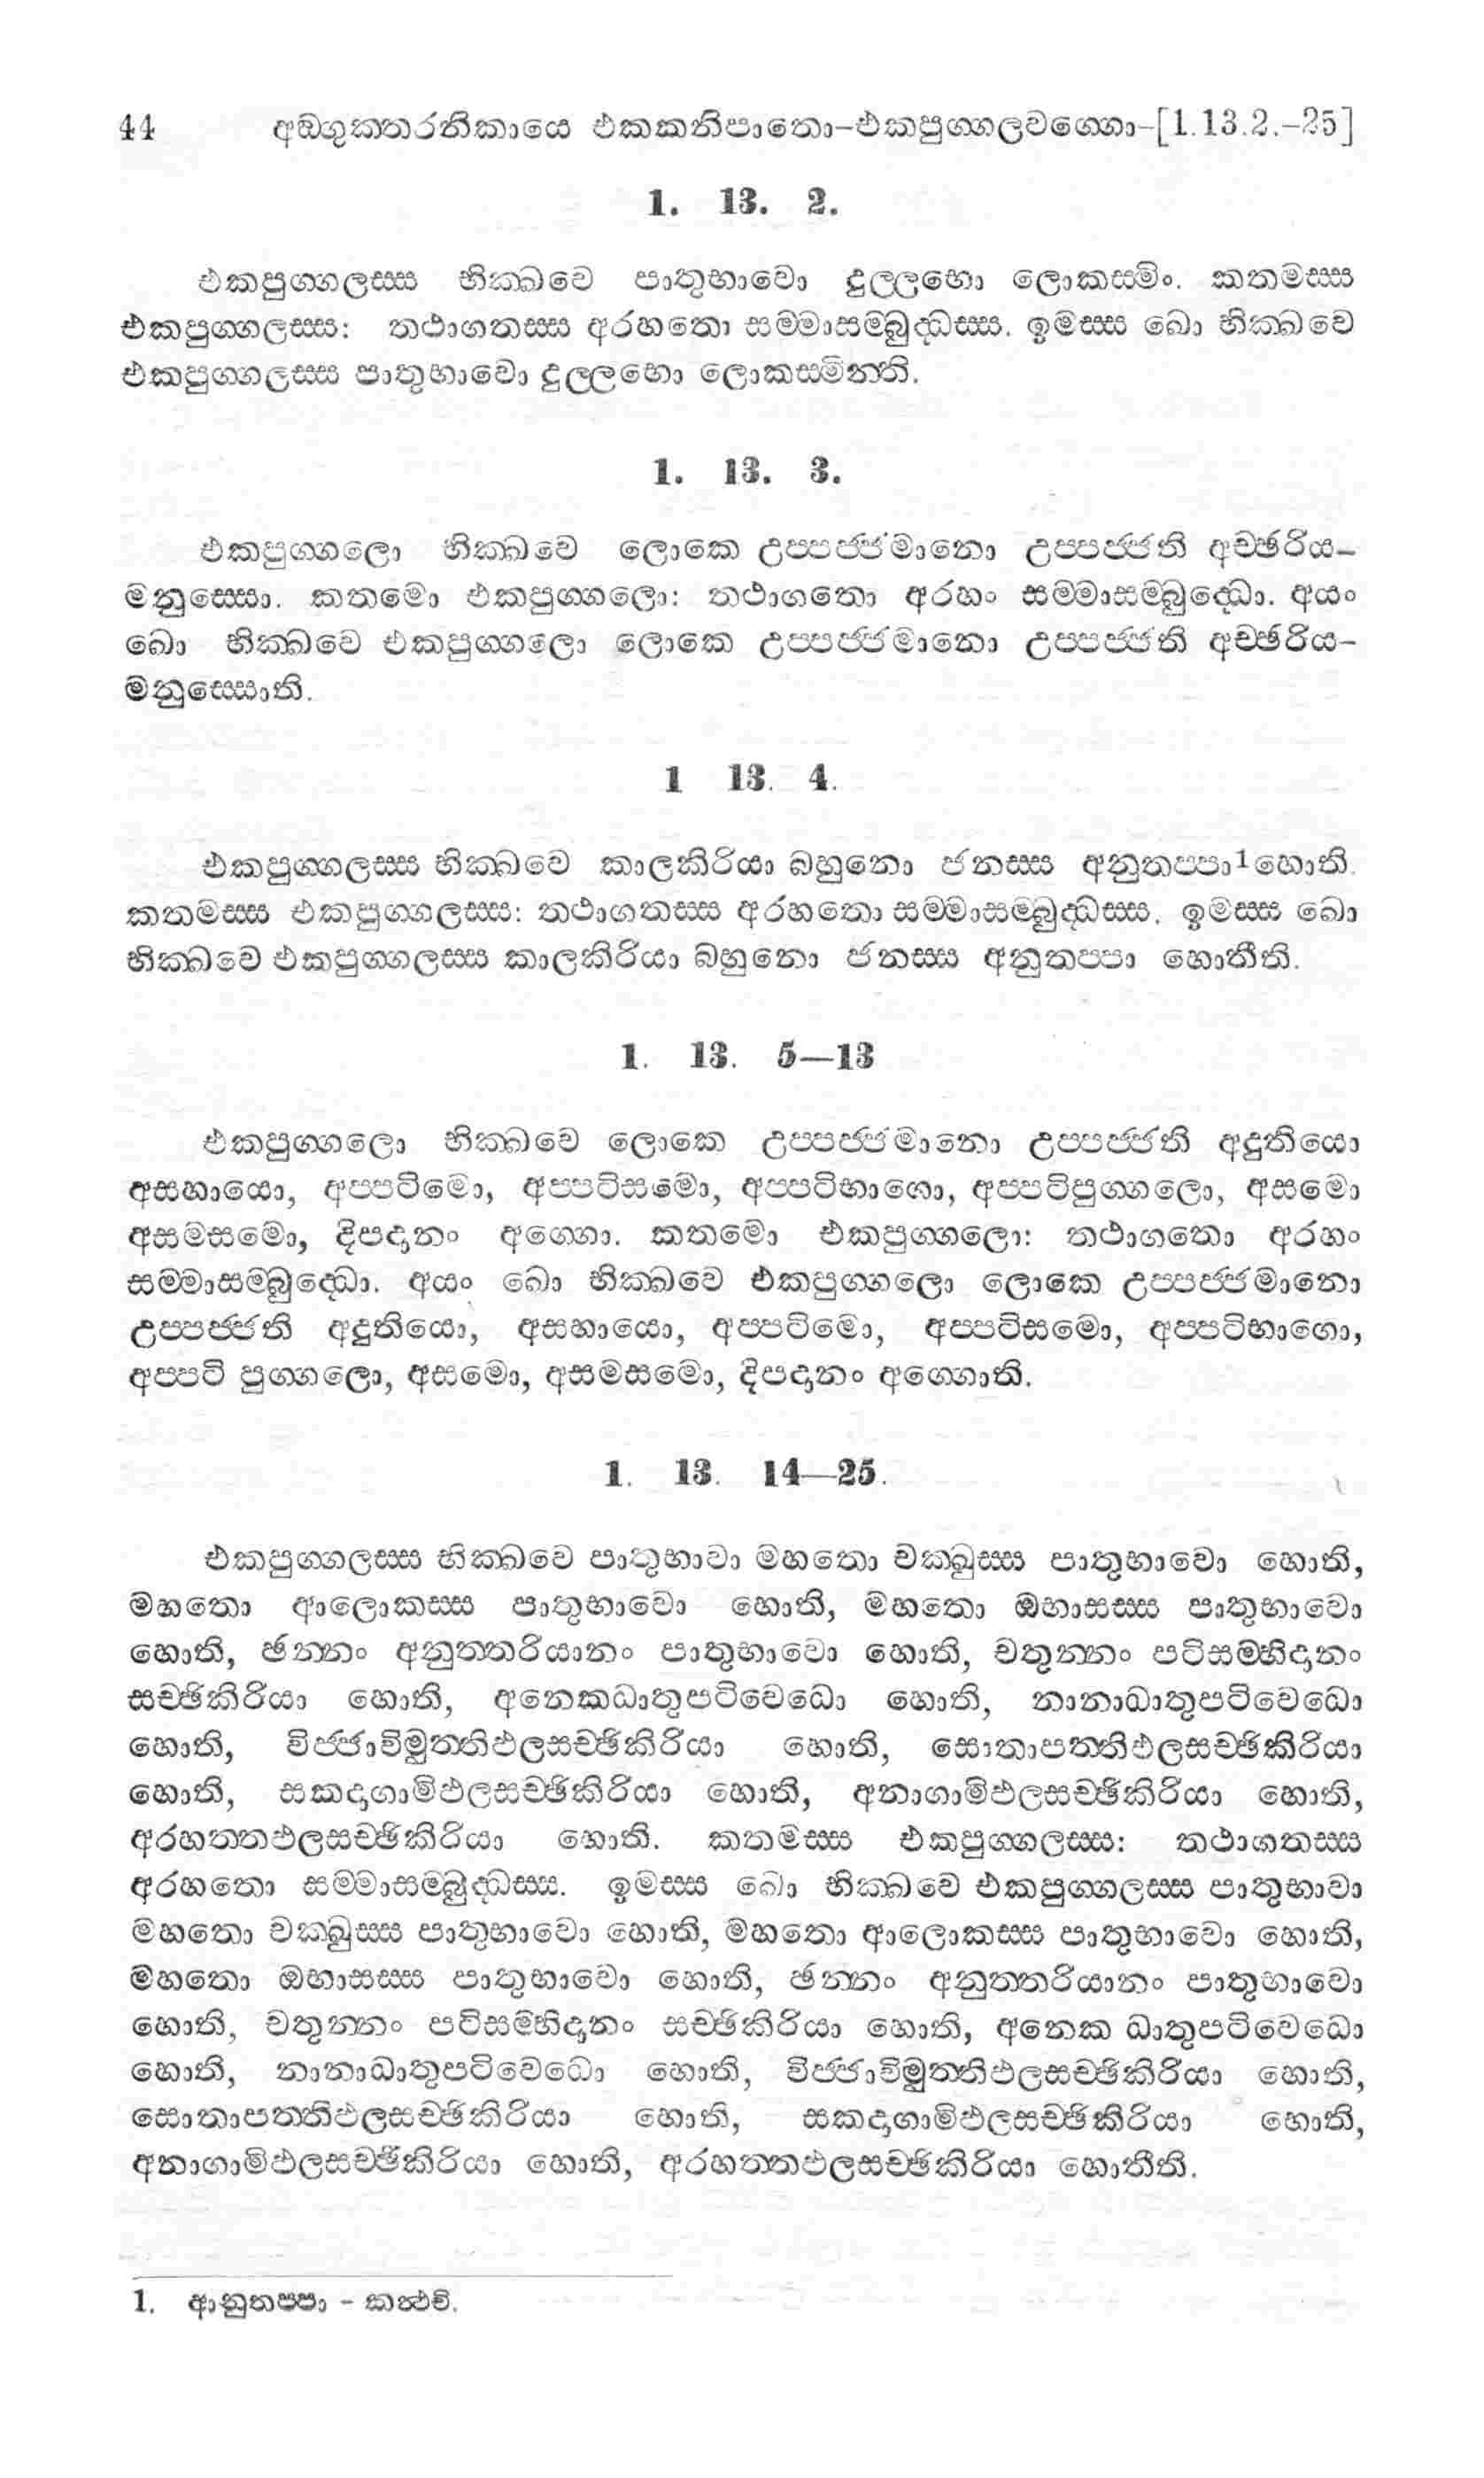 44 අඞ්ගුත්තරනිකායෙ එකකනිපාතො-එකපුග්ගලවග්ගො-[1.13.2.-25]
1. 13. 2.
එකපුග්ගලස්ස භික්ඛවෙ පාතුභාවො දුල්ලභො ලොකස්මිං. කතමස්ස
එකපුග්ගලස්ස: තථාගතස්ස අරහතො සම්මාසම්බුද්ධස්ස. ඉමස්ස ඛො භික්ඛවෙ
එකපුග්ගලස්ස පාතුභාවො දුල්ලභො ලොකස්මින්ති.
1. 13. 3.
එකපුග්ගලො භික්ඛවෙ ලොකෙ උප්පජ්ජමානො උප්පජ්ජති අච්ඡරිය-
මනුස්සො. කතමො එකපුග්ගලො: තථාගතො අරහං සම්මාසම්බුද්ධො. අයං
ඛො භික්ඛවෙ එකපුග්ගලො ලොකෙ උප්පජ්ජමානො උප්පජ්ජති අච්ඡරිය-
මනුස්සොති.
1 13. 4.
එකපුග්ගලස්ස භික්ඛවෙ කාලකිරියා බහුනො ජනස්ස අනුතප්පා1 හොති.
කතමස්ස එකපුග්ගලස්ස: තථාගතස්ස අරහතො සම්මාසම්බුද්ධස්ස. ඉමස්ස ඛො
භික්ඛවෙ එකපුග්ගලස්ස කාලකිරියා බහුනො ජනස්ස අනුතප්පා හොතීති.
1. 13. 5—13
එකපුග්ගලො භික්ඛවෙ ලොකෙ උප්පජ්ජමානො උප්පජ්ජති අදුතියො
අසහායො, අප්පටිමො, අප්පටිසමො, අප්පටිභාගො, අප්පටිපුග්ගලො, අසමො
අසමසමො, දිපදානං අග්ගො. කතමො එකපුග්ගලො: තථාගතො අරහං
සම්මාසම්බුද්ධො. අයං ඛො භික්ඛවෙ එකපුග්ගලො ලොකෙ උප්පජ්ජමානො
උප්පජ්ජති අදුතියො, අසහායො, අප්පටිමො, අප්පටිසමො, අප්පටිභාගො,
අප්පටි පුග්ගලො, අසමො, අසමසමො, දිපදානං අග්ගොති.
1. 13. 14—25.
එකපුග්ගලස්ස භික්ඛවෙ පාතුභාවා මහතො චක්ඛුස්ස පාතුභාවො හොති,
මහතො ආලොකස්ස පාතුභාවො හොති, මහතො ඔභාසස්ස පාතුභාවො
හොති, ඡන්නං අනුත්තරියානං පාතුභාවො හොති, චතුන්නං පටිසම්භිදානං
සච්ඡිකිරියා හොති, අනෙකධාතුපටිවෙධො හොති, නානාධාතුපටිවෙධො
හොති, විජ්ජාවිමුත්තිඵලසච්ඡිකිරියා හොති, සොතාපත්තිඵලසච්ඡිකිරියා
හොති, සකදාගාමිඵලසච්ඡිකිරියා හොති, අනාගාමිඵලසච්ඡිකිරියා හොති,
අරහත්තඵලසච්ඡිකිරියා හොති. කතමස්ස එකපුග්ගලස්ස: තථාගතස්ස
අරහතො සම්මාසම්බුද්ධස්ස. ඉමස්ස ඛො භික්ඛවෙ එකපුග්ගලස්ස පාතුභාවා
මහතො චක්ඛුස්ස පාතුභාවො හොති, මහතො ආලොකස්ස පාතුභාවො හොති,
මහතො ඔභාසස්ස පාතුභාවො හොති, ඡන්නං අනුත්තරියානං පාතුභාවො
හොති, චතුන්නං පටිසම්භිදානං සච්ඡිකිරියා හොති, අනෙක ධාතුපටිවෙධො
හොති, නානාධාතුපටිවෙධො හොති, විජ්ජාවිමුත්තිඵලසච්ඡිකිරියා හොති,
සොතාපත්තිඵලසච්ඡිකිරියා හොති, සකදාගාමිඵලසච්ඡිකිරියා හොති,
අනාගාමිඵලසච්ඡිකිරියා හොති, අරහත්තඵලසච්ඡිකිරියා හොතීති.
1. ආනුතප්පා - කත්ථචි.